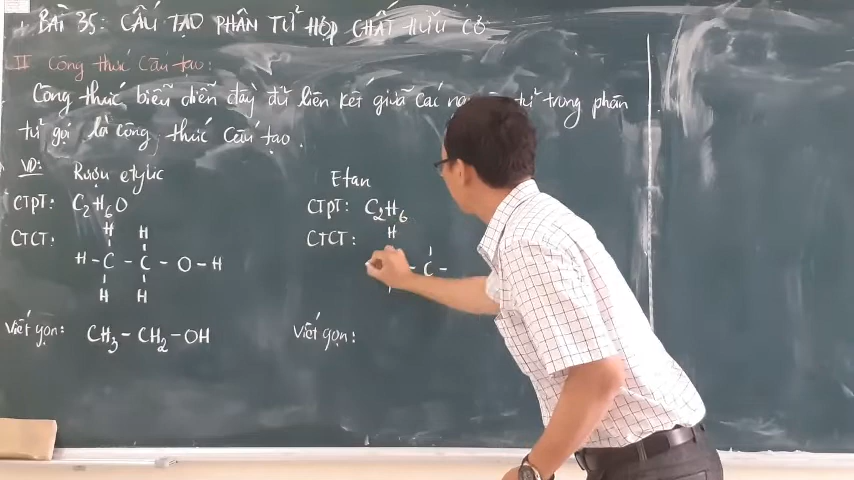 BÀI 35: CẤU TẠO PHÂN TỬ HỢP CHẤT HỮU CƠ
III Công thức cấu tạo:
Công thức biểu diễn đầy đủ liên kết giữa các tử trong phân
tử gọi là công thức cấu tạo.
VD: Rượu etylic
CTPT: C2H6O
CTCT:
H H
H - C - C - O - H
H H
Viết gọn: CH3 - CH2 - OH
Etan
CTPT: C2H6
CTCT:
H
- C -
Viết gọn: